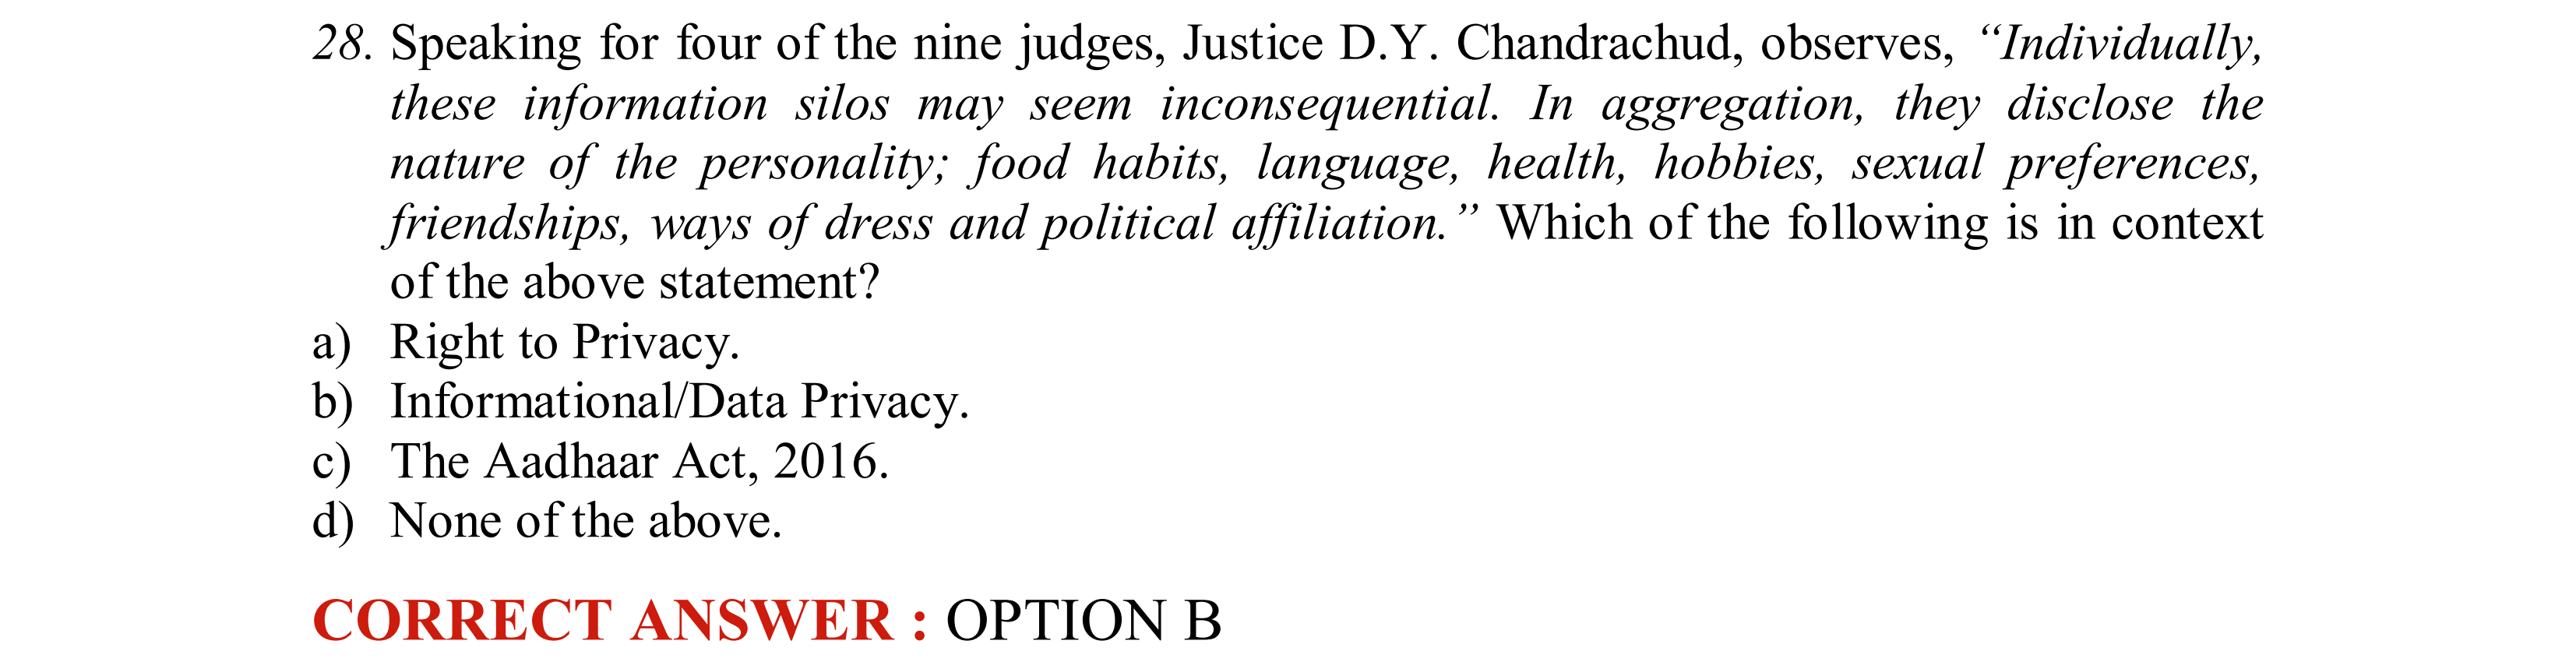 28. Speaking for four of the nine judges, Justice D.Y. Chandrachud, observes, “Individually,
these information silos may seem inconsequential. In aggregation, they disclose the
nature of the personality; food habits, language, health, hobbies, sexual preferences,
friendships, ways of dress and political affiliation.” Which of the following is in context
of the above statement?
a) Right to Privacy.
b) Informational/Data Privacy.
c) The Aadhaar Act, 2016.
d) None of the above.
CORRECT ANSWER : OPTION B